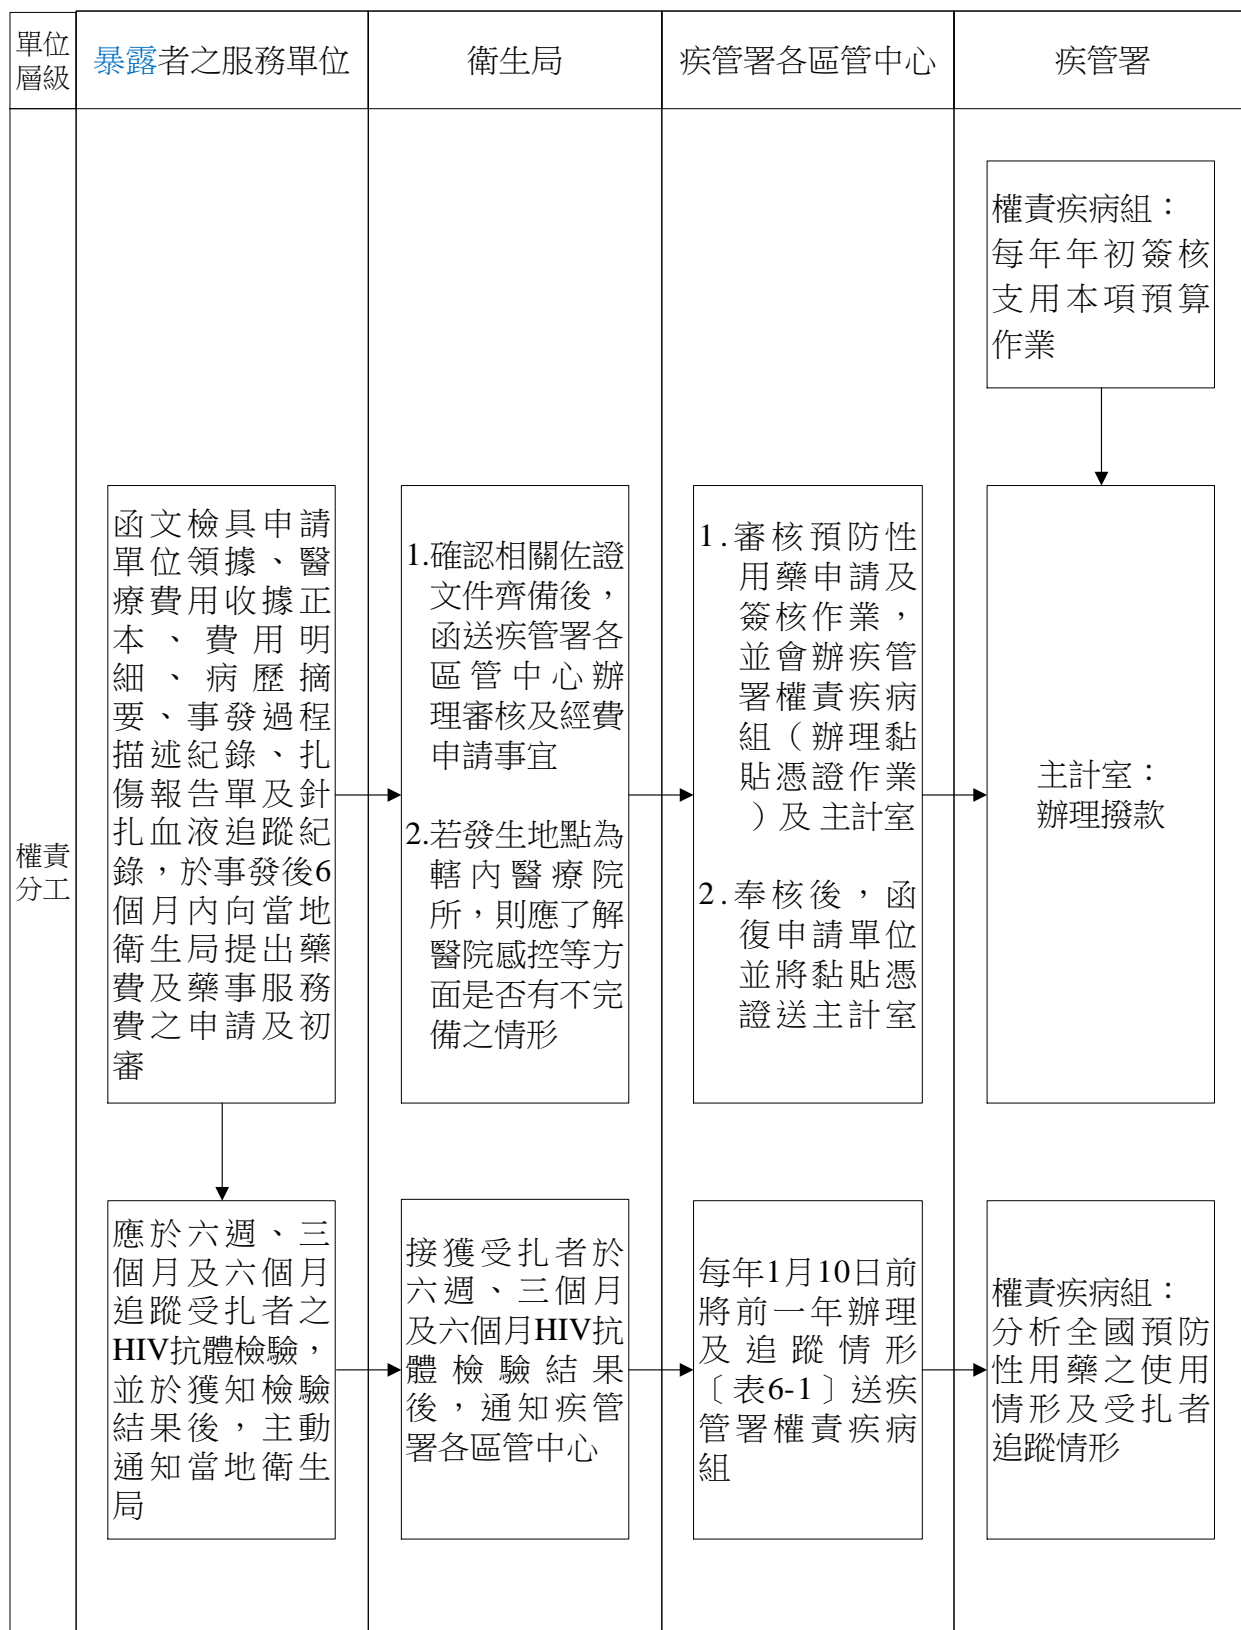 單位
層級
暴露者之服務單位
衛生局
疾管署各區管中心
疾管署
權責
分工
權責疾病組：
每年年初簽核
支用本項預算
作業
函文檢具申請
單位領據、醫
療費用收據正
本、費用明
細、病歷摘
要、事發過程
描述紀錄、扎
傷報告單及針
扎血液追蹤紀
錄，於事發後6
個月內向當地
衛生局提出藥
費及藥事服務
費之申請及初
審
1.確認相關佐證
文件齊備後，
函送疾管署各
區管中心辦
理審核及經費
申請事宜
2.若發生地點為
轄內醫療院
所，則應了解
醫院感控等方
面是否有不完
備之情形
1.審核預防性
用藥申請及
簽核作業，
並會辦疾管
署權責疾病
組（辦理黏
貼憑證作業
）及 主計室
2.奉核後，函
復申請單位
並將黏貼憑
證送主計室
主計室：
辦理撥款
應於六週、三
個月及六個月
追蹤受扎者之
HIV抗體檢驗，
並於獲知檢驗
結果後，主動
通知當地衛生
局
接獲受扎者於
六週、三個月
及六個月HIV抗
體檢驗結果
後，通知疾管
署各區管中心
每年1月10日前
將前一年辦理
及追蹤情形
〔表6-1〕送疾
管署權責疾病
組
權責疾病組：
分析全國預防
性用藥之使用
情形及受扎者
追蹤情形